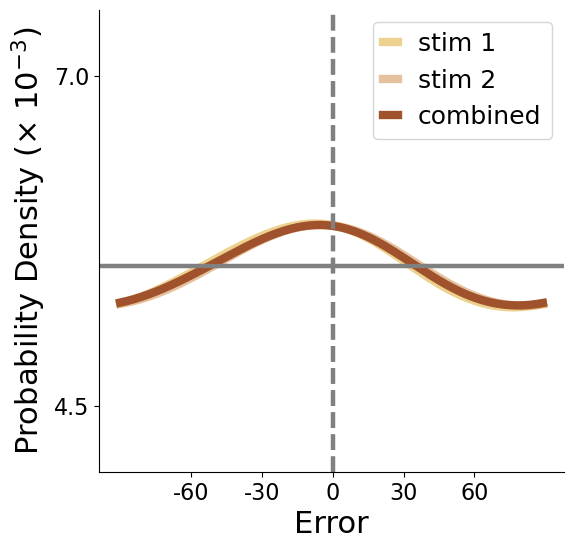 Probability Density (× 10⁻³)
7.0
4.5
stim 1
stim 2
combined
-60 -30 0 30 60
Error